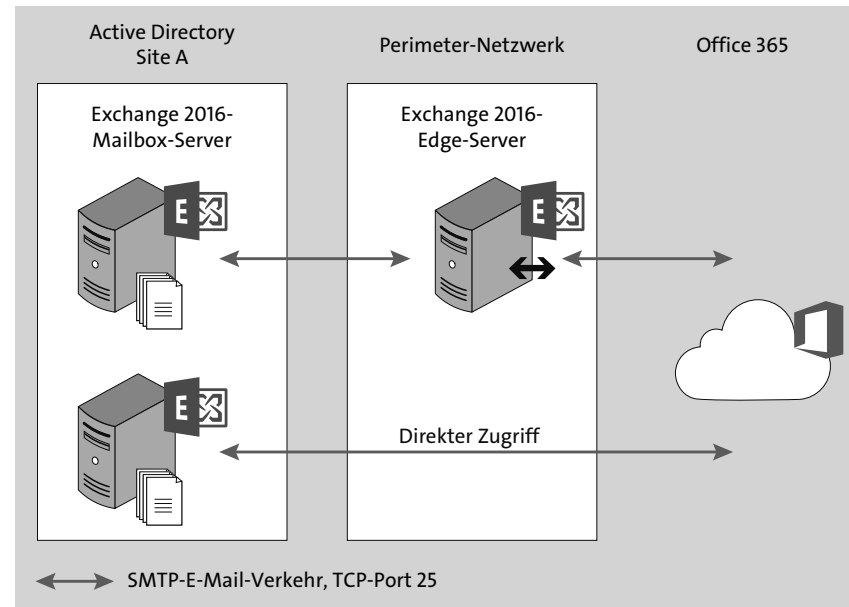 Active Directory
Site A
Perimeter-Netzwerk
Office 365
Exchange 2016-
Mailbox-Server
Exchange 2016-
Edge-Server
E
E
E
Direkter Zugriff
SMTP-E-Mail-Verkehr, TCP-Port 25